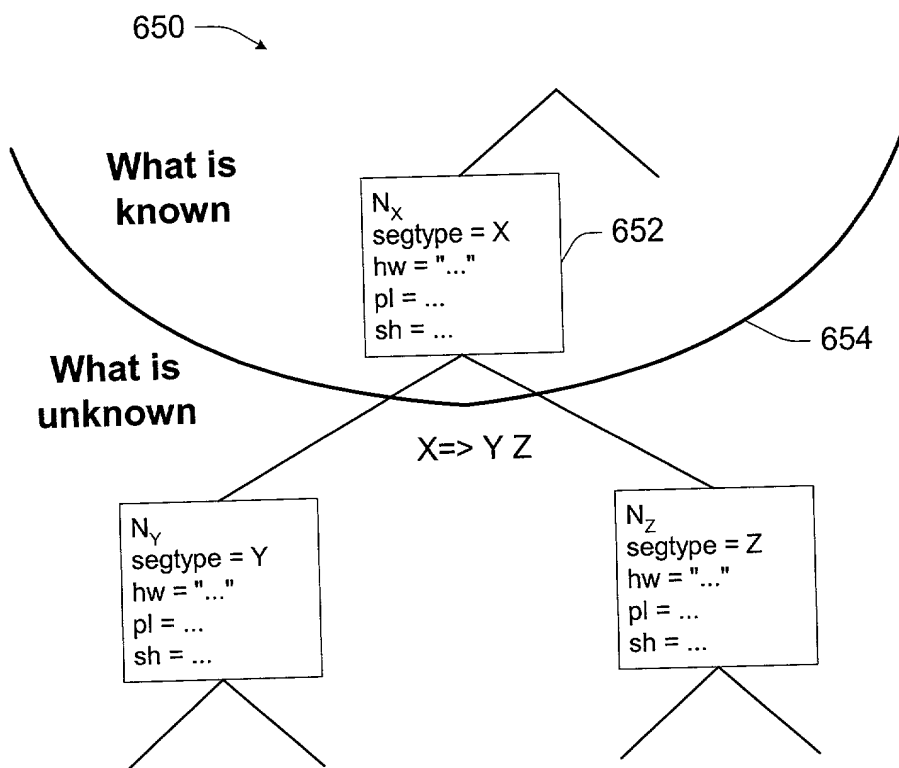 650
What is
known
N_X
segtype = X
hw = "..."
pl = ...
sh = ...
652
654
What is
unknown
X=> Y Z
N_Y
segtype = Y
hw = "..."
pl = ...
sh = ...
N_Z
segtype = Z
hw = "..."
pl = ...
sh = ...